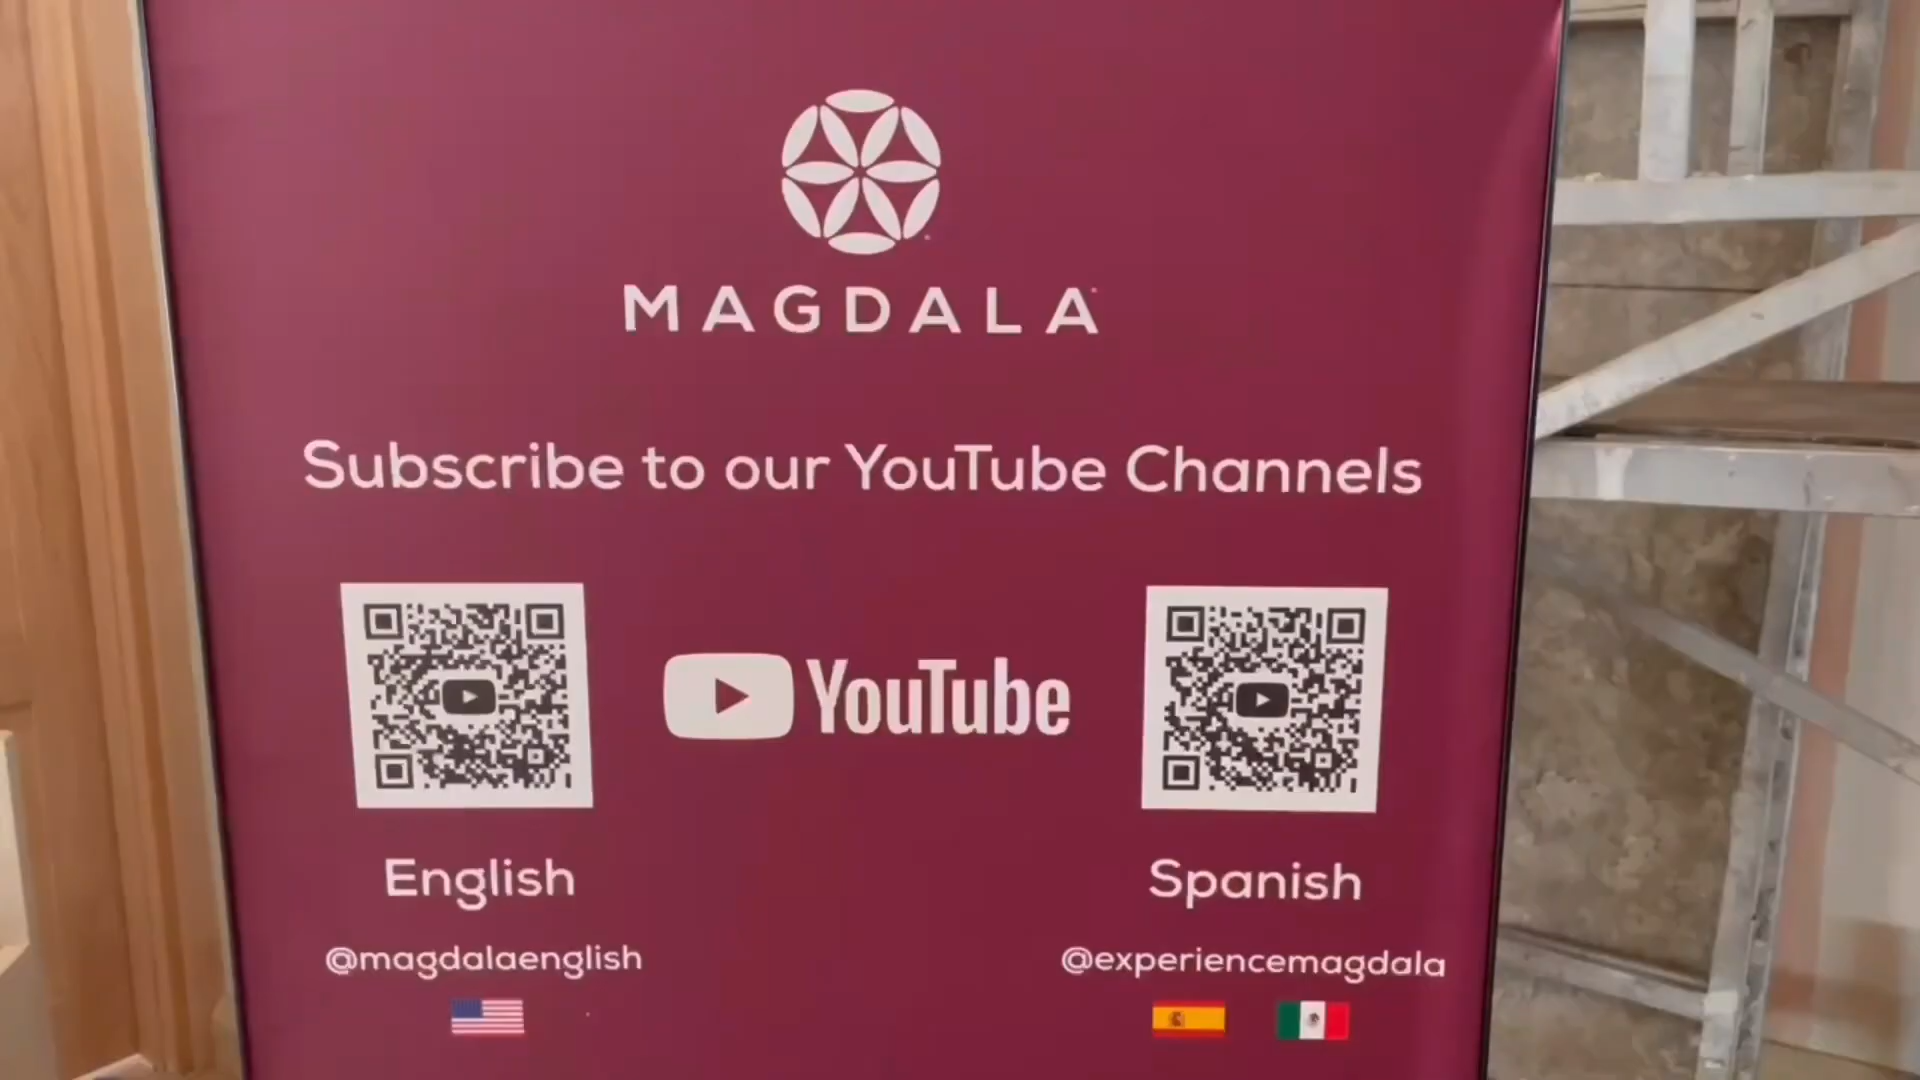 MAGDALA
Subscribe to our YouTube Channels
YouTube
English
Spanish
@magdalaenglish
@experiencemagdala